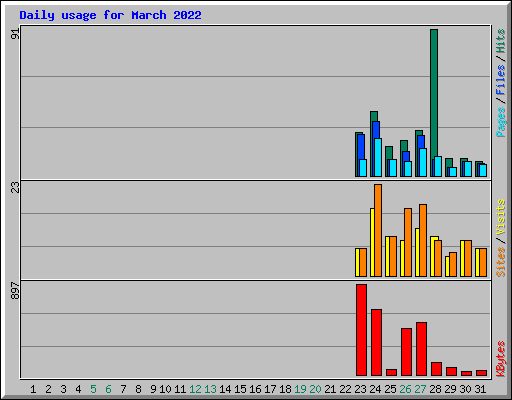 Daily usage for March 2022
91
Pages / Files / Hits
23
Sites / Visits
897
KBytes
1 2 3 4 5 6 7 8 9 10 11 12 13 14 15 16 17 18 19 20 21 22 23 24 25 26 27 28 29 30 31